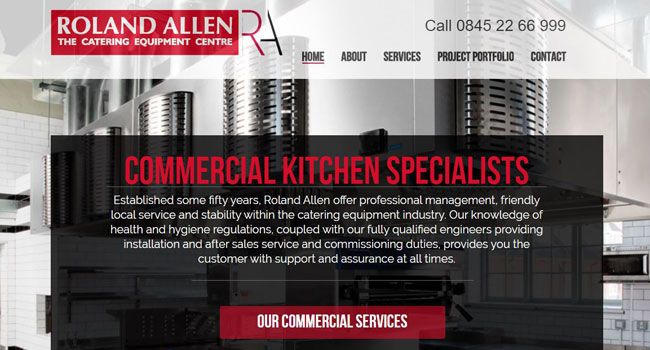 ROLAND ALLEN RA
THE CATERING EQUIPMENT CENTRE
Call 0845 22 66 999
HOME ABOUT SERVICES PROJECT PORTFOLIO CONTACT
COMMERCIAL KITCHEN SPECIALISTS
Established some fifty years, Roland Allen offer professional management, friendly
local service and stability within the catering equipment industry. Our knowledge of
health and hygiene regulations, coupled with our fully qualified engineers providing
installation and after sales service and commissioning duties, provides you the
customer with support and assurance at all times.
OUR COMMERCIAL SERVICES